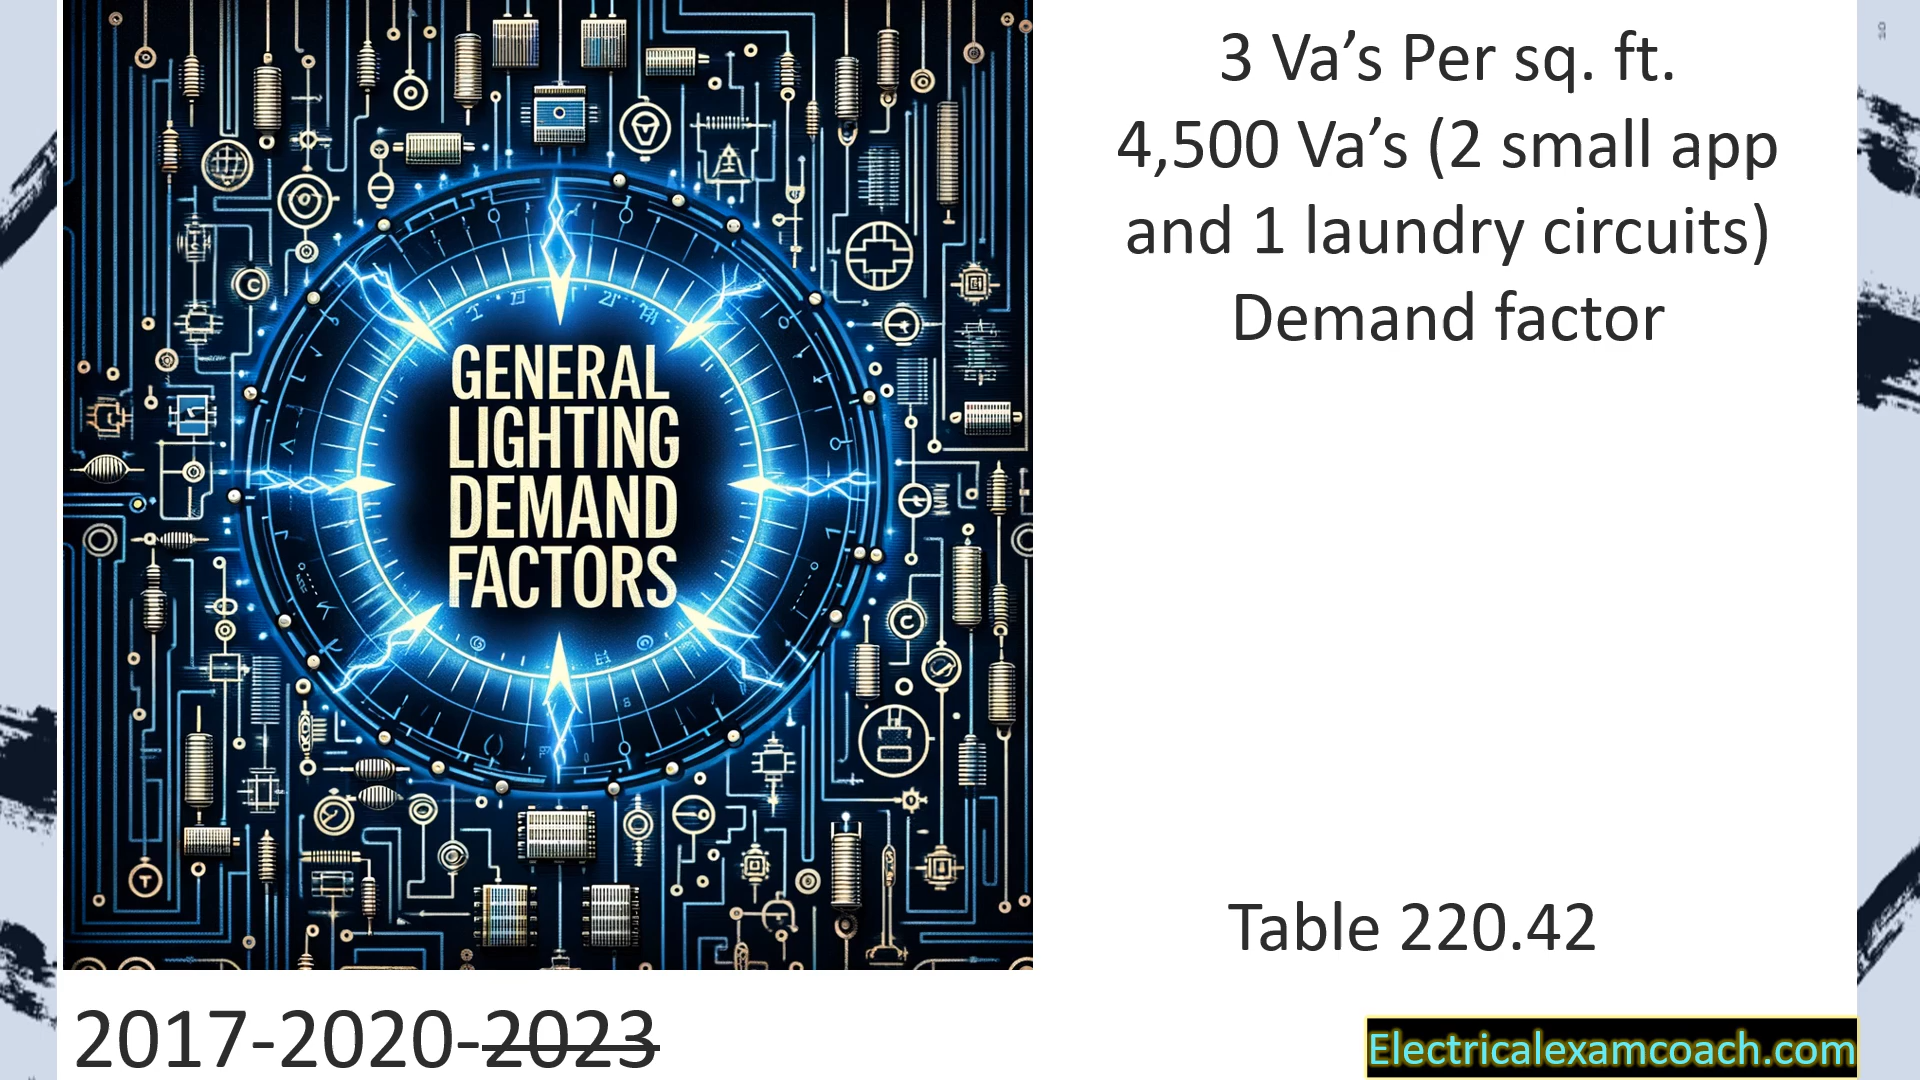 GENERAL
LIGHTING
DEMAND
FACTORS
3 Va’s Per sq. ft.
4,500 Va’s (2 small app
and 1 laundry circuits)
Demand factor
Table 220.42
2017-2020-2023
Electricalexamcoach.com